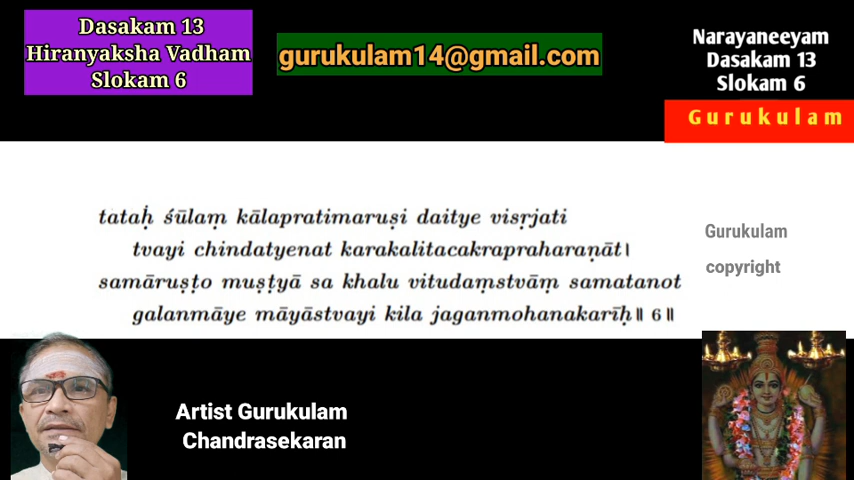 Dasakam 13
Hiranyaksha Vadham
Slokam 6
gurukulam14@gmail.com
Narayaneeyam
Dasakam 13
Slokam 6
Gurukulam
tataḥ śūlaṃ kālapratimaruṣi daitye visṛjati
tvayi chindatyenat karakalitacakrapraharaṇāt।
samāruṣṭo muṣṭyā sa khalu vitudaṃstvāṃ samatanot
galanmāye māyāstvayi kila jaganmohanakarīḥ॥ 6॥
Gurukulam
copyright
Artist Gurukulam
Chandrasekaran